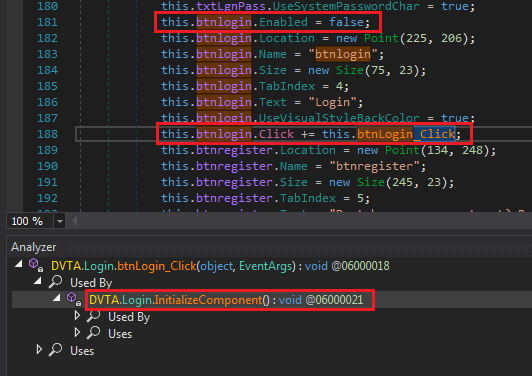 180 this.txtLgnPass.UseSystemPasswordChar = true;
181 this.btnlogin.Enabled = false;
182 this.btnlogin.Location = new Point(225, 206);
183 this.btnlogin.Name = "btnlogin";
184 this.btnlogin.Size = new Size(75, 23);
185 this.btnlogin.TabIndex = 4;
186 this.btnlogin.Text = "Login";
187 this.btnlogin.UseVisualStyleBackColor = true;
188 this.btnlogin.Click += this.btnLogin_Click;
189 this.btnregister.Location = new Point(134, 248);
190 this.btnregister.Name = "btnregister";
191 this.btnregister.Size = new Size(245, 23);
192 this.btnregister.TabIndex = 5;
100 %
Analyzer
DVTA.Login.btnLogin_Click(object, EventArgs) : void @06000018
Used By
DVTA.Login.InitializeComponent() : void @06000021
Used By
Uses
Uses